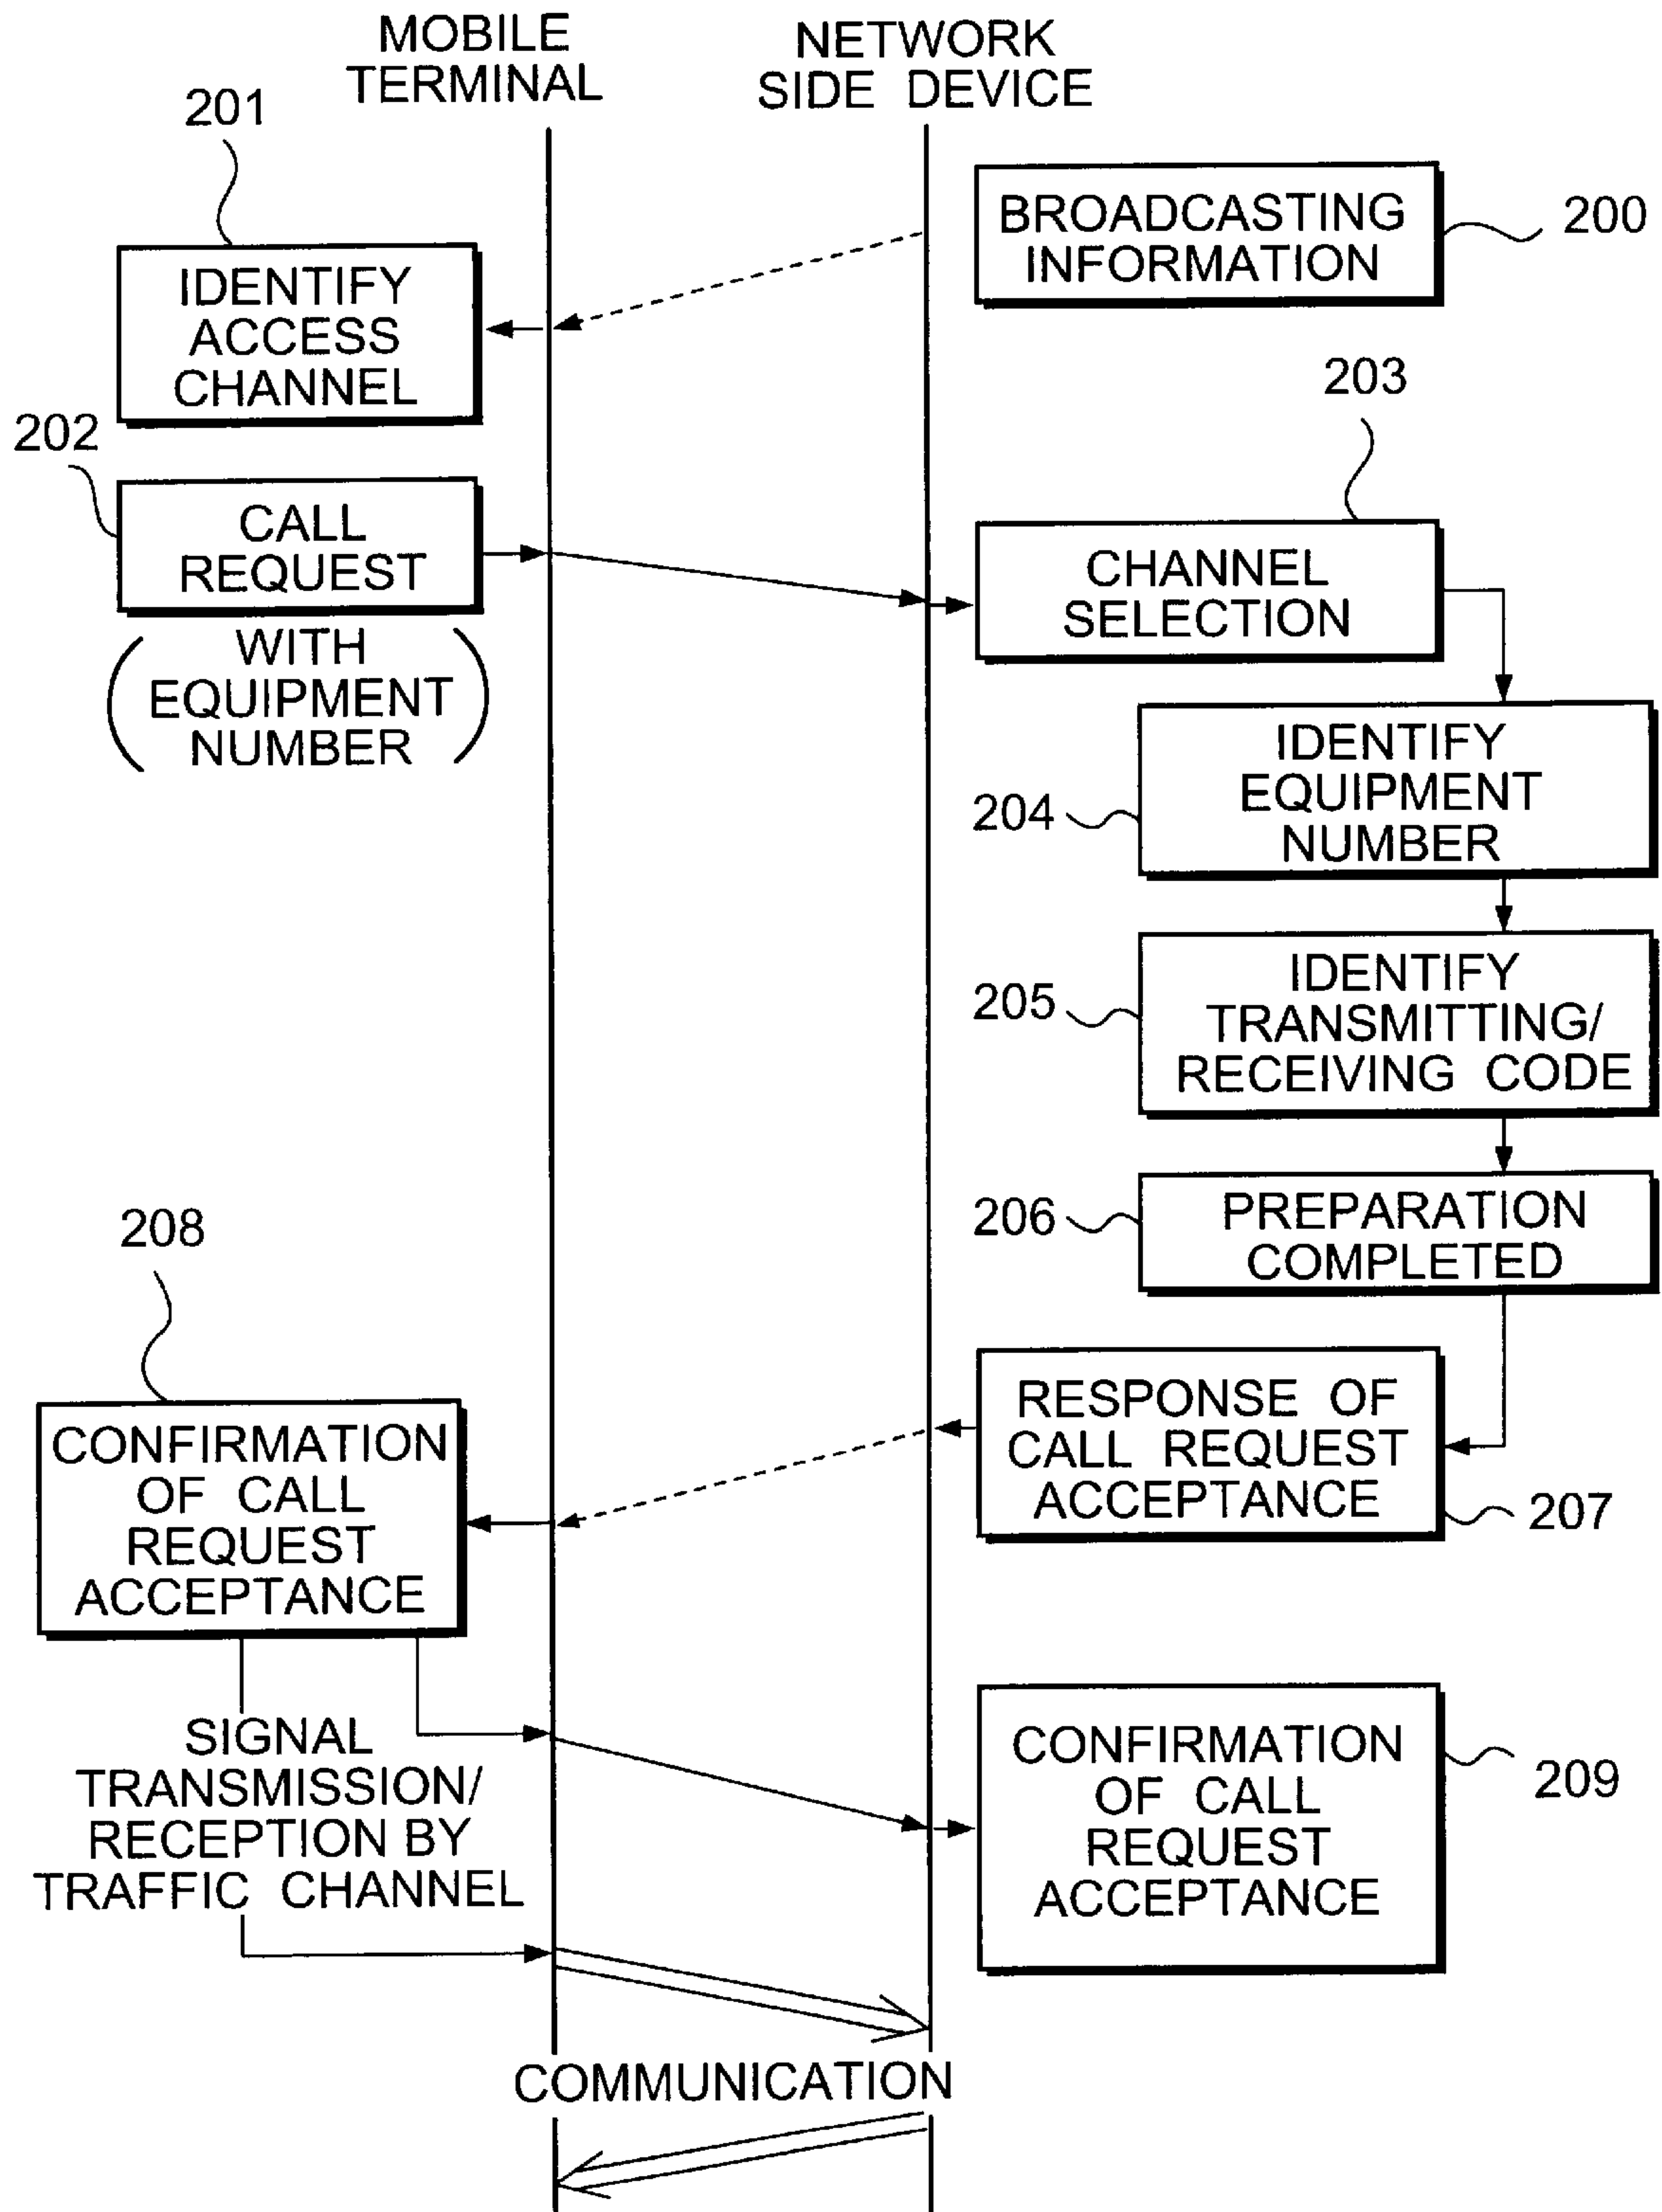 MOBILE
TERMINAL
NETWORK
SIDE DEVICE
201
BROADCASTING
INFORMATION
200
IDENTIFY
ACCESS
CHANNEL
203
202
CALL
REQUEST
(WITH
EQUIPMENT
NUMBER)
CHANNEL
SELECTION
IDENTIFY
EQUIPMENT
NUMBER
204
IDENTIFY
TRANSMITTING/
RECEIVING CODE
205
PREPARATION
COMPLETED
206
208
RESPONSE OF
CALL REQUEST
ACCEPTANCE
207
CONFIRMATION
OF CALL
REQUEST
ACCEPTANCE
SIGNAL
TRANSMISSION/
RECEPTION BY
TRAFFIC CHANNEL
CONFIRMATION
OF CALL
REQUEST
ACCEPTANCE
209
COMMUNICATION